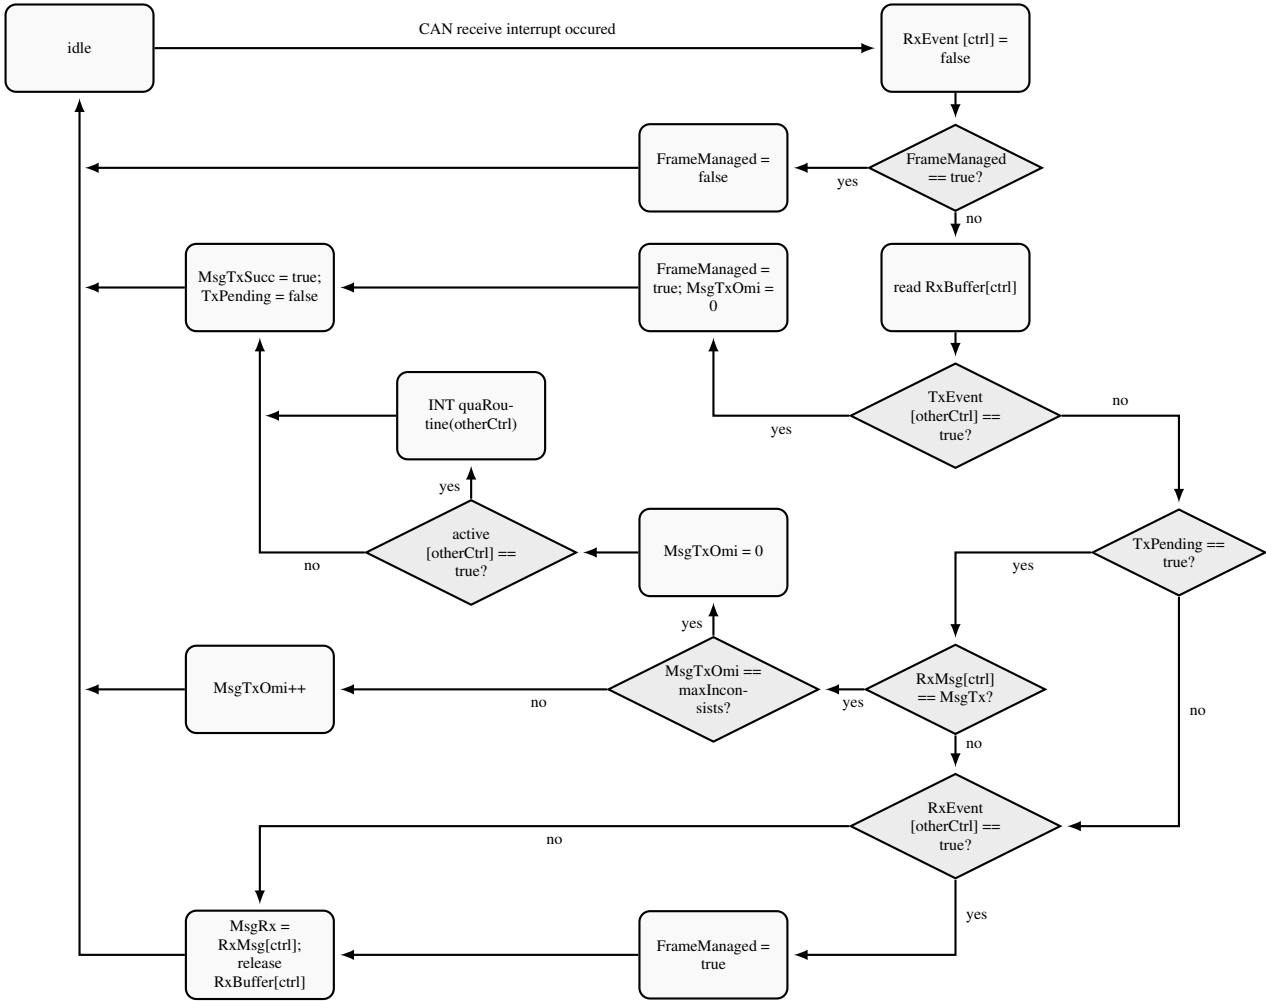 idle
CAN receive interrupt occured
RxEvent [ctrl] =
false
FrameManaged =
false
yes
FrameManaged
== true?
no
MsgTxSucc = true;
TxPending = false
FrameManaged =
true; MsgTxOmi =
0
read RxBuffer[ctrl]
INT quaRou-
tine(otherCtrl)
yes
TxEvent
[otherCtrl] ==
true?
no
yes
active
[otherCtrl] ==
true?
no
MsgTxOmi = 0
TxPending ==
true?
yes
yes
MsgTxOmi++
no
MsgTxOmi ==
maxIncon-
sists?
yes
RxMsg[ctrl]
== MsgTx?
no
no
RxEvent
[otherCtrl] ==
true?
no
yes
MsgRx =
RxMsg[ctrl];
release
RxBuffer[ctrl]
FrameManaged =
true